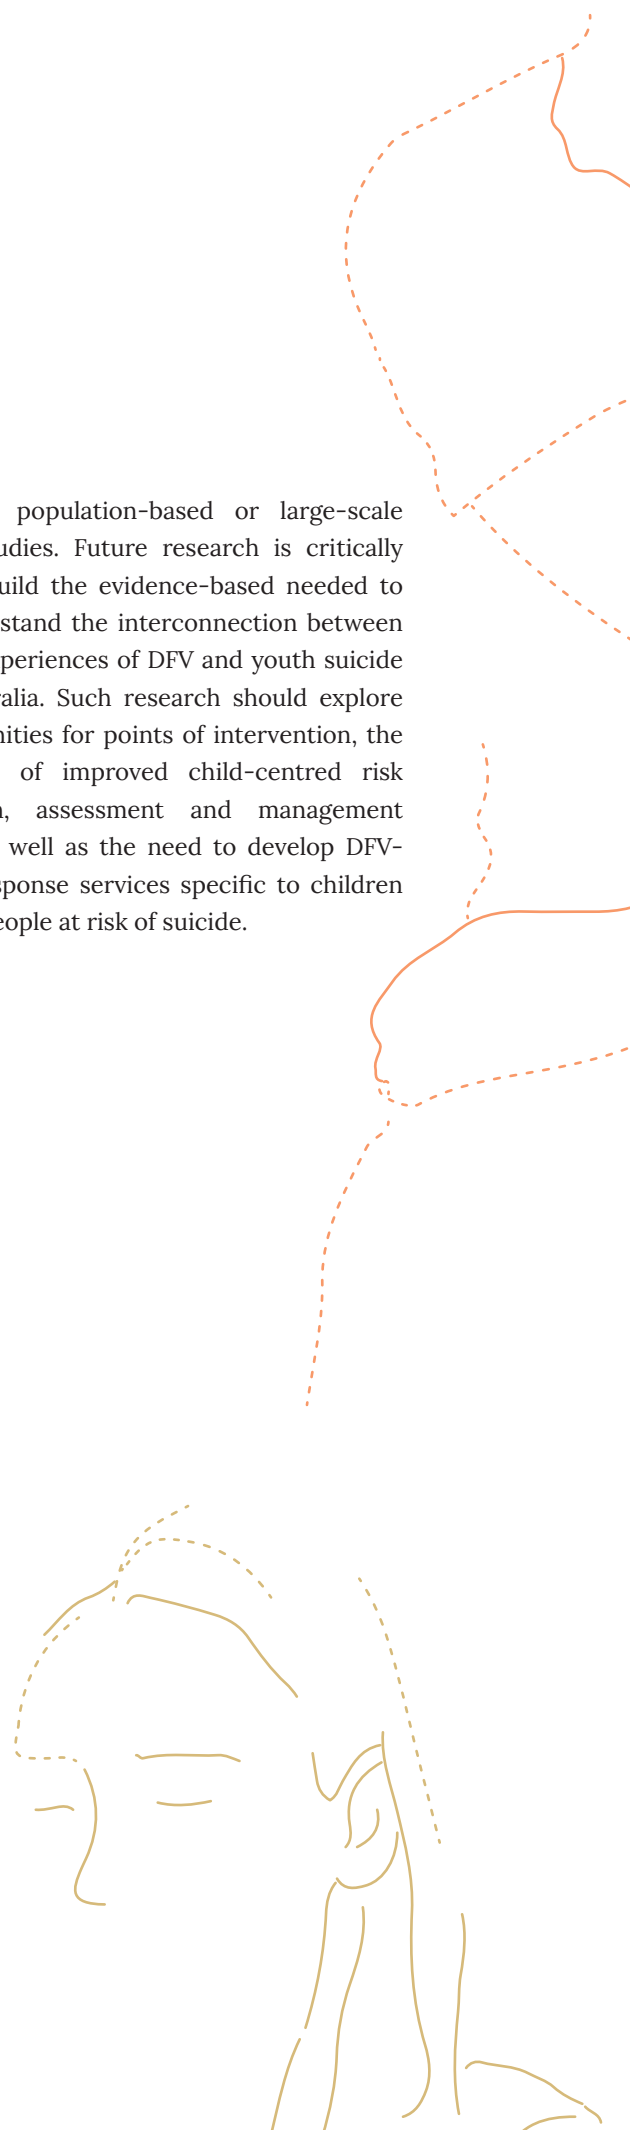 population-based or large-scale
udies. Future research is critically
uild the evidence-based needed to
stand the interconnection between
periences of DFV and youth suicide
alia. Such research should explore
nities for points of intervention, the
of improved child-centred risk
, assessment and management
well as the need to develop DFV-
sponse services specific to children
eople at risk of suicide.